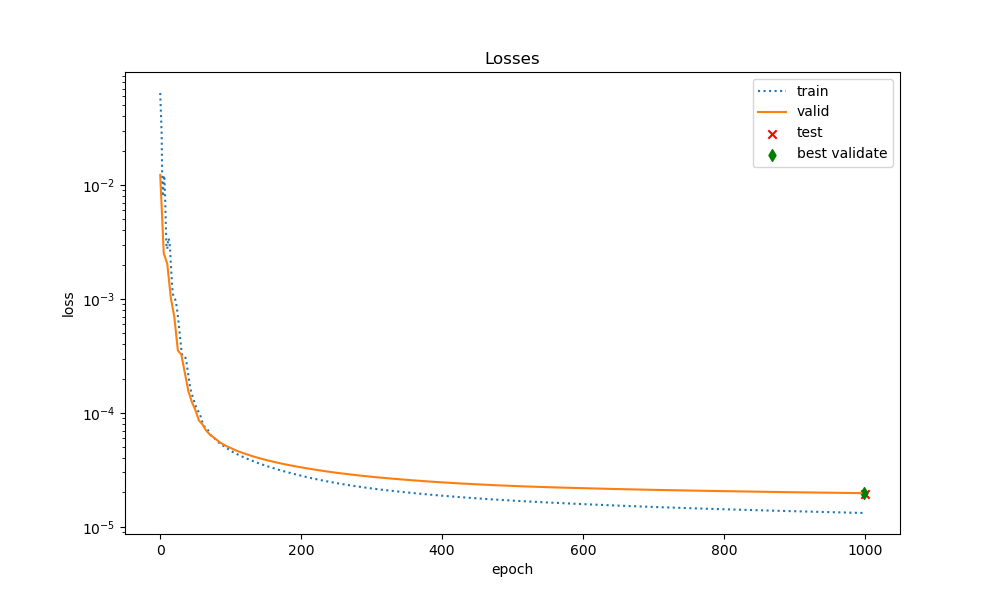 Losses
train
valid
test
best validate
10⁻²
10⁻³
10⁻⁴
10⁻⁵
loss
0 200 400 600 800 1000
epoch